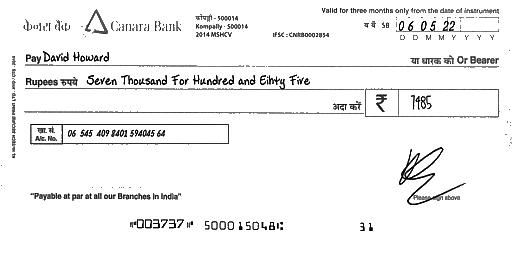 Valid for three months only from the date of instrument
केनरा बैंक Canara Bank
कोमपल्ली - 500014
Kompally - 500014
2014 MSHCV
IFSC : CNRB0002854
SB 06 05 22
D D M M Y Y Y Y
Pay David Howard या धारक को Or Bearer
Rupees रुपये Seven Thousand For Hundred and Eihty Five
अदा करें ₹ 7485
खा. सं.
A/c. No. 06 545 409 8401 594045 64
"Payable at par at all our Branches in India"
Please sign above
⑈003737⑈ 500015048⑆ 31